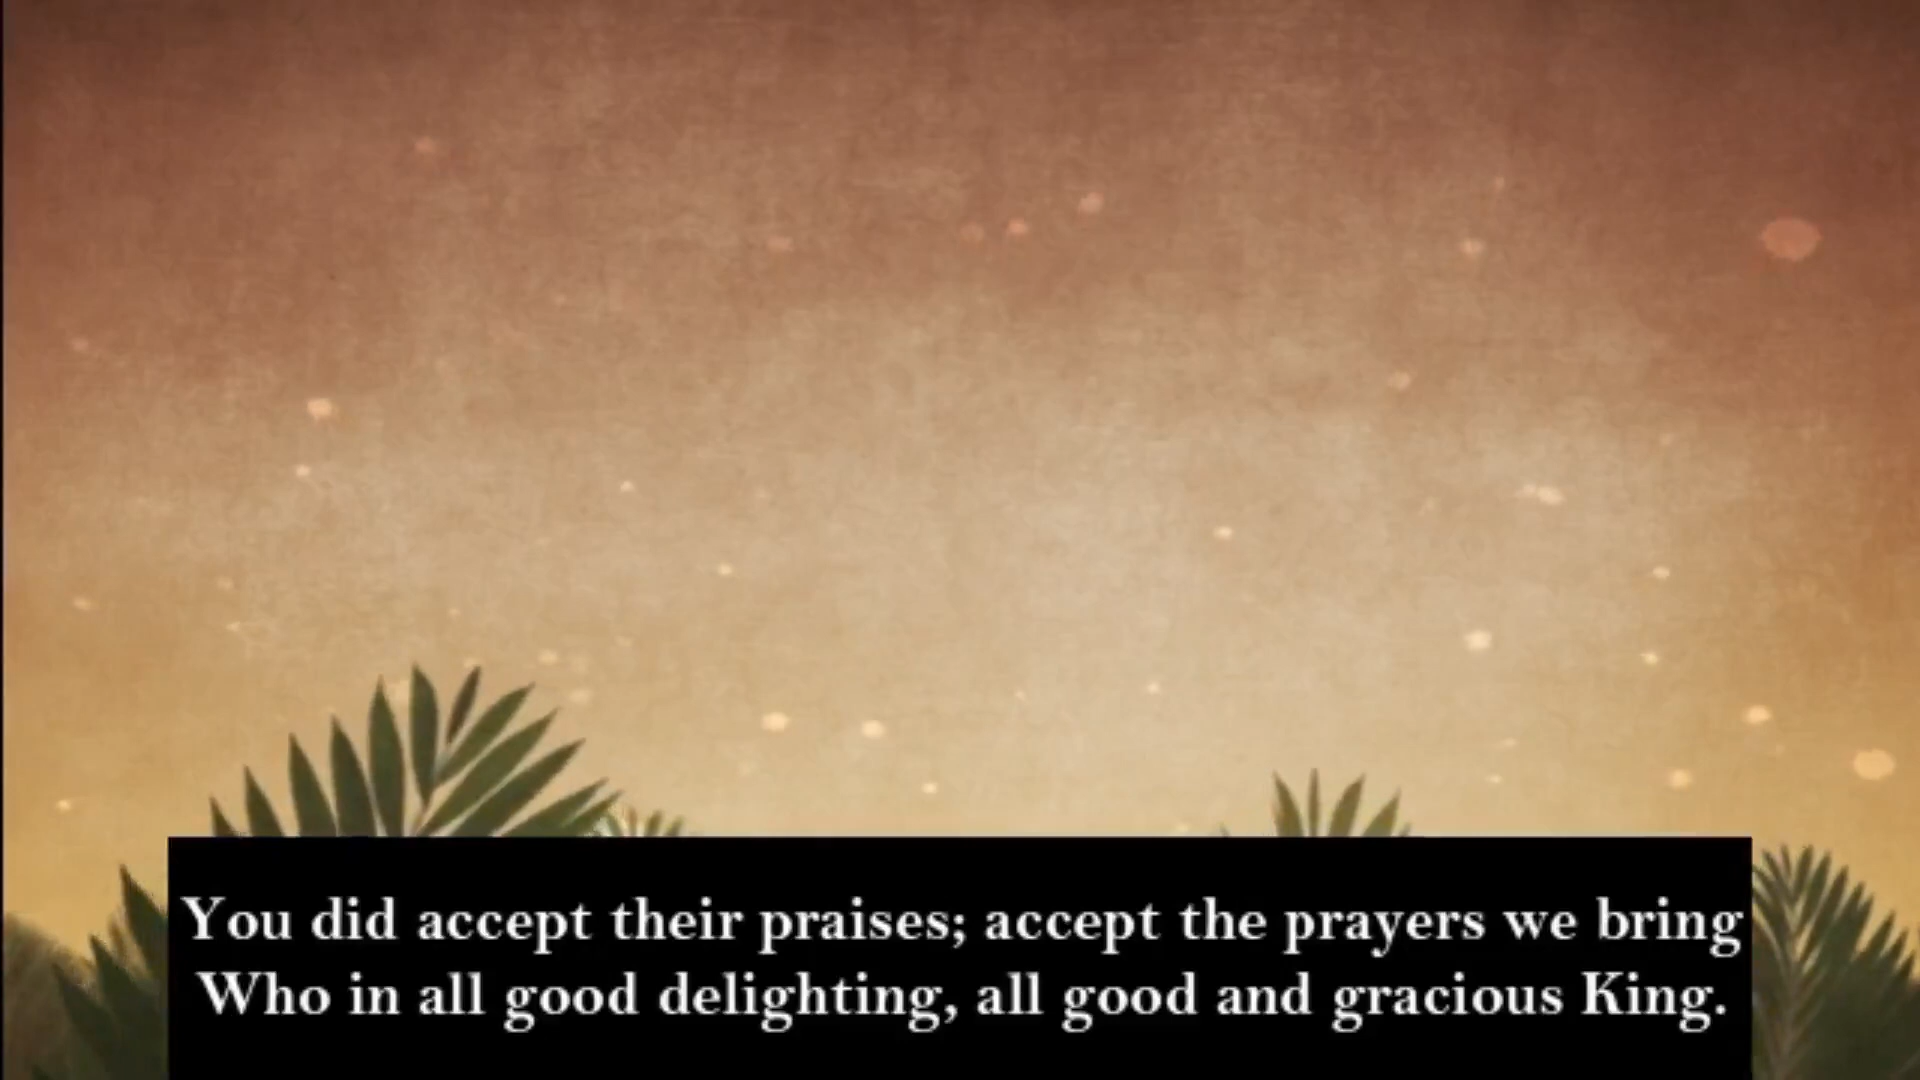 You did accept their praises; accept the prayers we bring
Who in all good delighting, all good and gracious King.